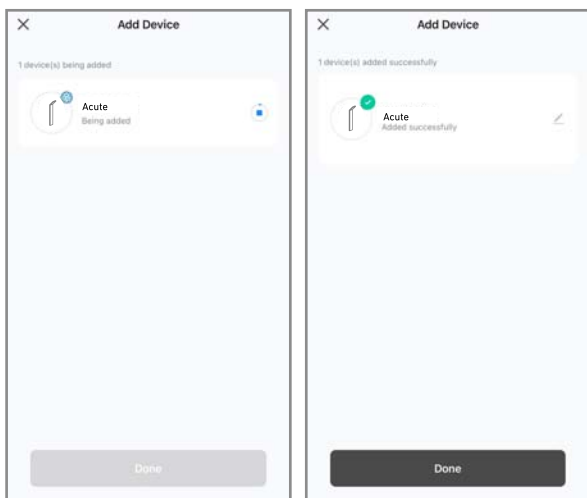 Add Device
1 device(s) being added
Acute
Being added
Done
Add Device
1 device(s) added successfully
Acute
Added successfully
Done